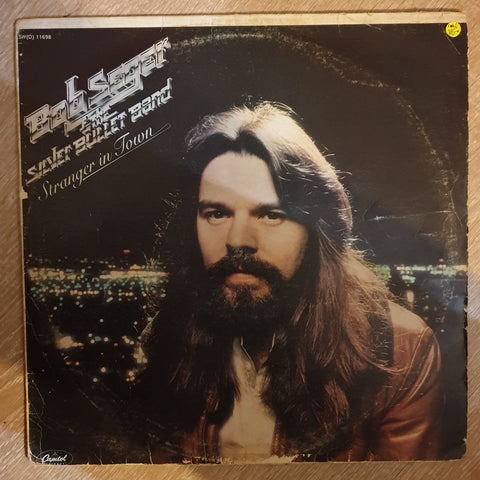 SW(D) 11698
Bob Seger
& THE
SILVER BULLET Band
Stranger in Town
Capitol